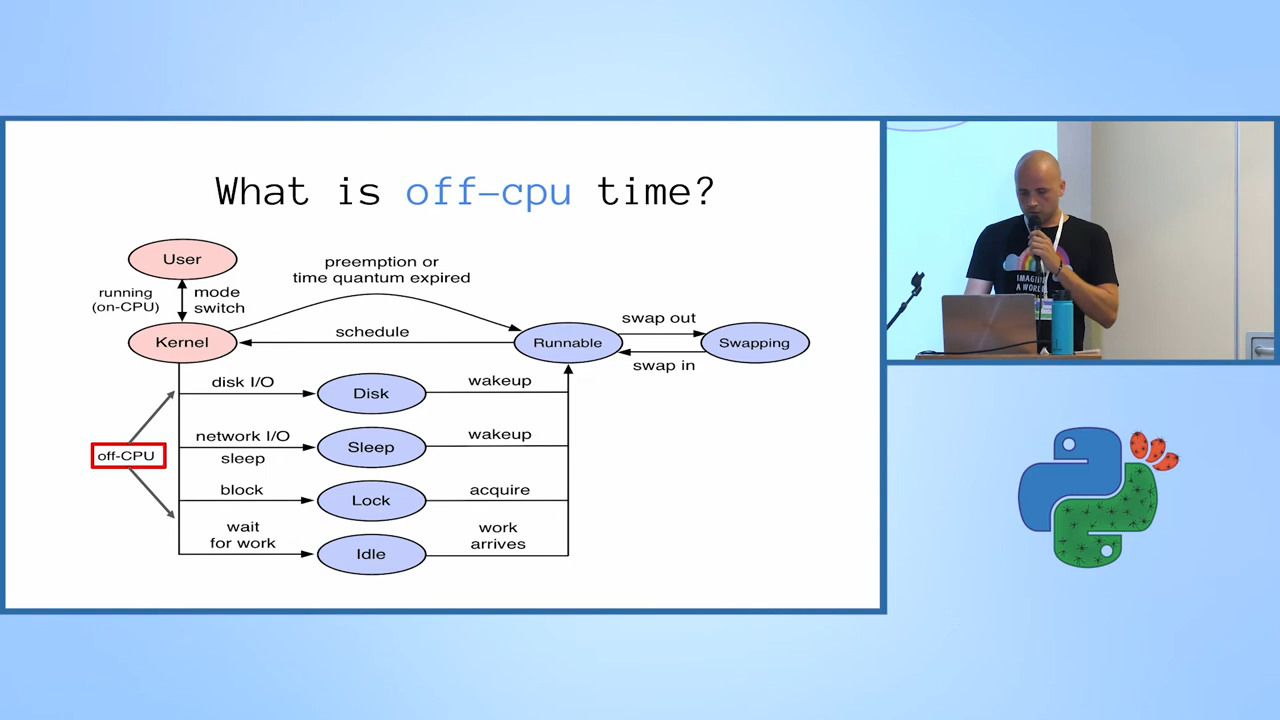 What is off-cpu time?
User
preemption or
time quantum expired
running
(on-CPU)
mode
switch
Kernel
schedule
Runnable
swap out
Swapping
swap in
disk I/O
Disk
wakeup
off-CPU
network I/O
sleep
Sleep
wakeup
block
Lock
acquire
wait
for work
Idle
work
arrives
A WORL